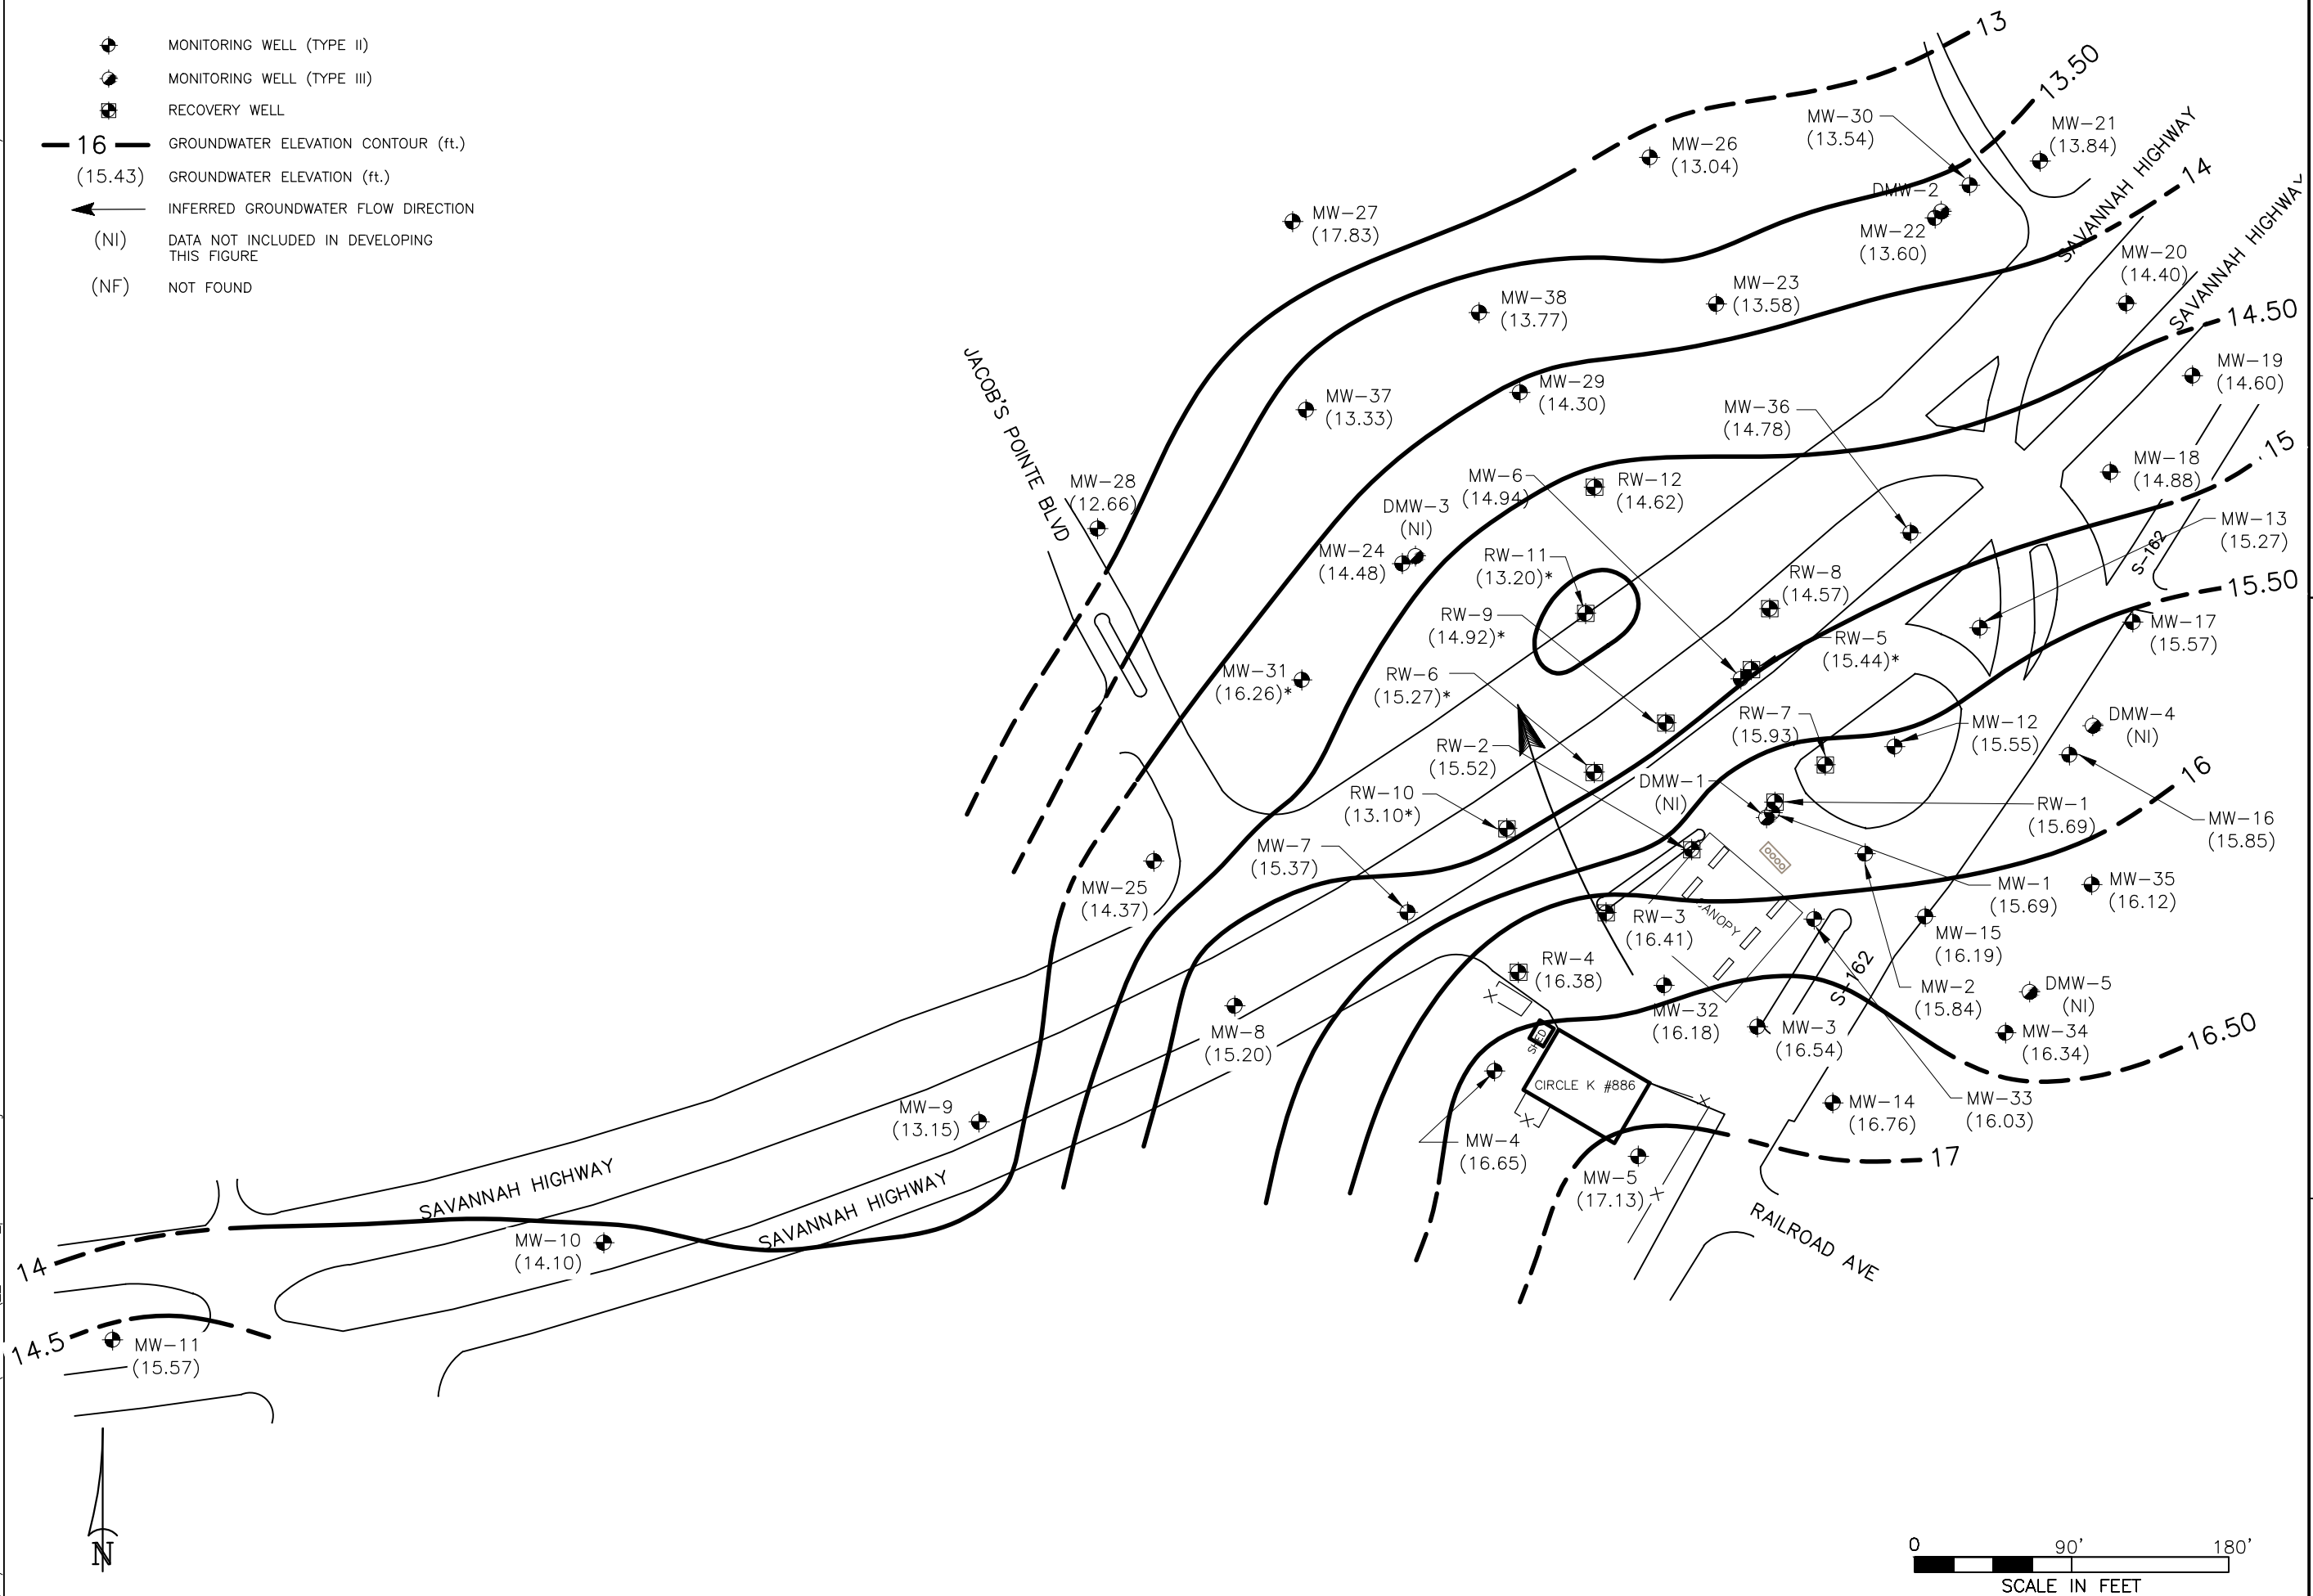 MONITORING WELL (TYPE II)
MONITORING WELL (TYPE III)
RECOVERY WELL
16
GROUNDWATER ELEVATION CONTOUR (ft.)
(15.43)
GROUNDWATER ELEVATION (ft.)
INFERRED GROUNDWATER FLOW DIRECTION
(NI)
DATA NOT INCLUDED IN DEVELOPING
THIS FIGURE
(NF)
NOT FOUND
13
13.50
MW-30
(13.54)
MW-21
(13.84)
MW-26
(13.04)
SAVANNAH HIGHWAY
14
DMW-2
MW-22
(13.60)
MW-27
(17.83)
MW-20
(14.40)
SAVANNAH HIGHWAY
14.50
MW-38
(13.77)
MW-23
(13.58)
JACOB'S POINTE BLVD
MW-37
(13.33)
MW-29
(14.30)
MW-36
(14.78)
MW-19
(14.60)
15
MW-28
(12.66)
MW-6
(14.94)
RW-12
(14.62)
MW-18
(14.88)
DMW-3
(NI)
MW-24
(14.48)
RW-11
(13.20)*
MW-13
(15.27)
S-162
RW-8
(14.57)
15.50
RW-9
(14.92)*
RW-5
(15.44)*
MW-17
(15.57)
MW-31
(16.26)*
RW-6
(15.27)*
RW-7
(15.93)
MW-12
(15.55)
DMW-4
(NI)
RW-2
(15.52)
DMW-1
(NI)
16
RW-10
(13.10*)
RW-1
(15.69)
MW-16
(15.85)
MW-7
(15.37)
MW-25
(14.37)
MW-1
(15.69)
MW-35
(16.12)
CANOPY
RW-3
(16.41)
MW-15
(16.19)
RW-4
(16.38)
S-162
MW-2
(15.84)
DMW-5
(NI)
X
MW-32
(16.18)
MW-3
(16.54)
MW-34
(16.34)
16.50
MW-8
(15.20)
SHED
CIRCLE K #886
X
X
MW-33
(16.03)
MW-14
(16.76)
MW-9
(13.15)
MW-4
(16.65)
17
MW-5
(17.13)
X
SAVANNAH HIGHWAY
SAVANNAH HIGHWAY
RAILROAD AVE
MW-10
(14.10)
14
14.5
MW-11
(15.57)
N
0 90' 180'
SCALE IN FEET